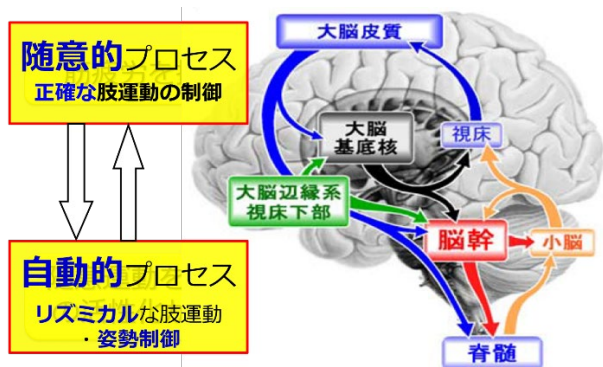 随意的プロセス
正確な肢運動の制御
自動的プロセス
リズミカルな肢運動
・姿勢制御
大脳皮質
大脳
基底核
視床
大脳辺縁系
視床下部
脳幹
小脳
脊髄